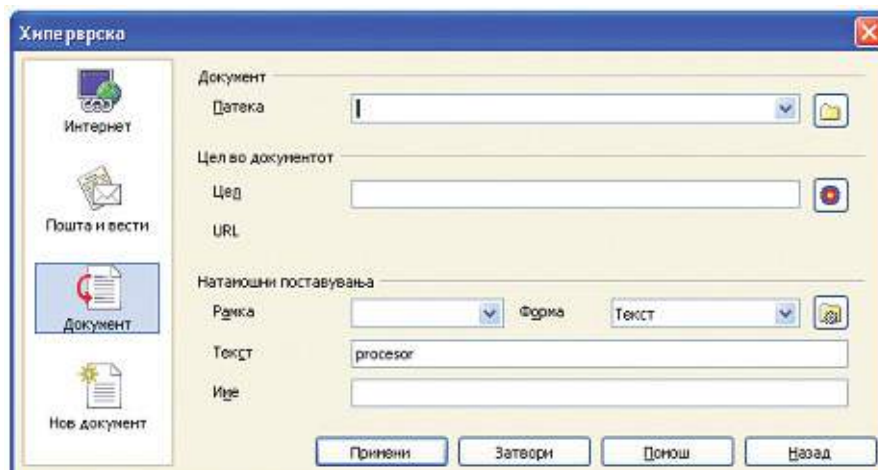 Хиперврска
Интернет
Пошта и вести
Документ
Нов документ
Документ
Патека
Цел во документот
Цел
URL
Натамошни поставувања
Рамка Форма Текст
Текст procesor
Име
Примени Затвори Помош Назад